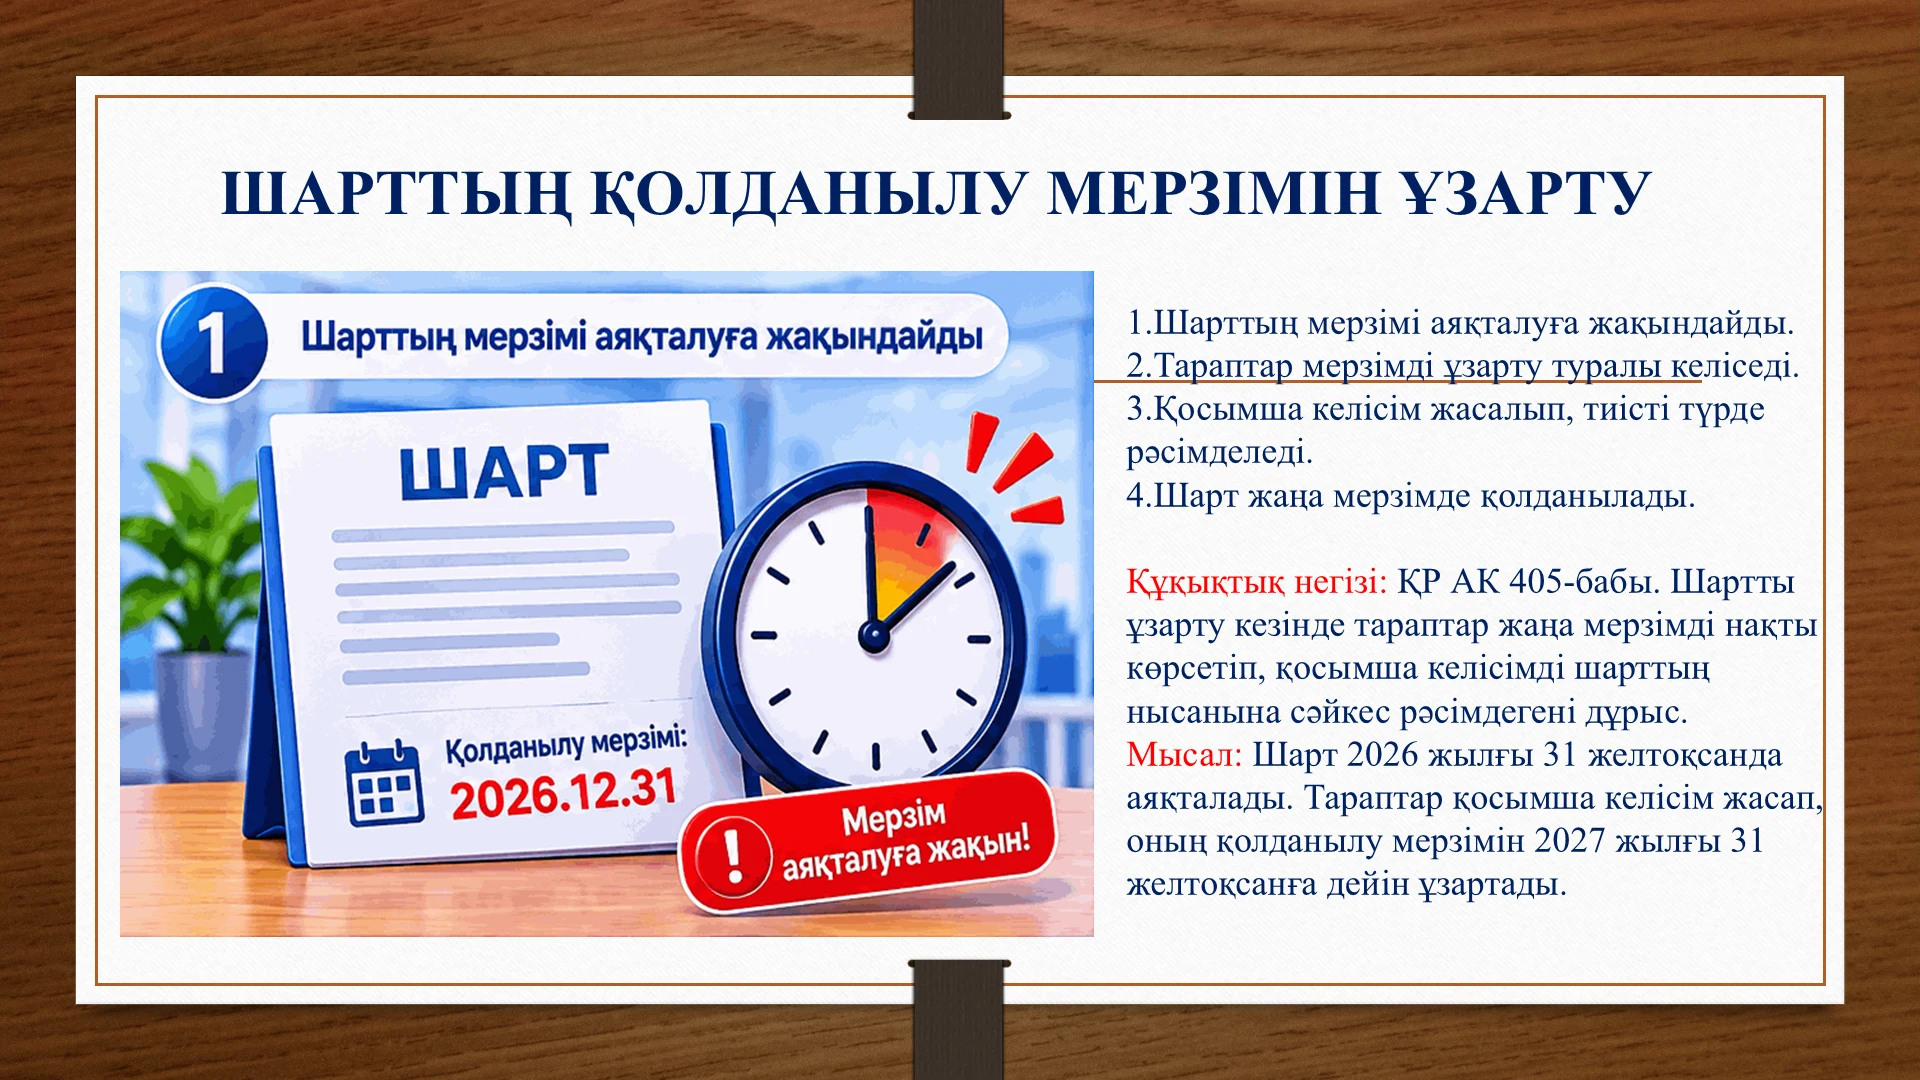 ШАРТТЫҢ ҚОЛДАНЫЛУ МЕРЗІМІН ҰЗАРТУ
1
Шарттың мерзімі аяқталуға жақындайды
ШАРТ
Қолданылу мерзімі:
2026.12.31
!
Мерзім
аяқталуға жақын!
1.Шарттың мерзімі аяқталуға жақындайды.
2.Тараптар мерзімді ұзарту туралы келіседі.
3.Қосымша келісім жасалып, тиісті түрде
рәсімделеді.
4.Шарт жаңа мерзімде қолданылады.
Құқықтық негізі: ҚР АК 405-бабы. Шартты
ұзарту кезінде тараптар жаңа мерзімді нақты
көрсетіп, қосымша келісімді шарттың
нысанына сәйкес рәсімдегені дұрыс.
Мысал: Шарт 2026 жылғы 31 желтоқсанда
аяқталады. Тараптар қосымша келісім жасап,
оның қолданылу мерзімін 2027 жылғы 31
желтоқсанға дейін ұзартады.